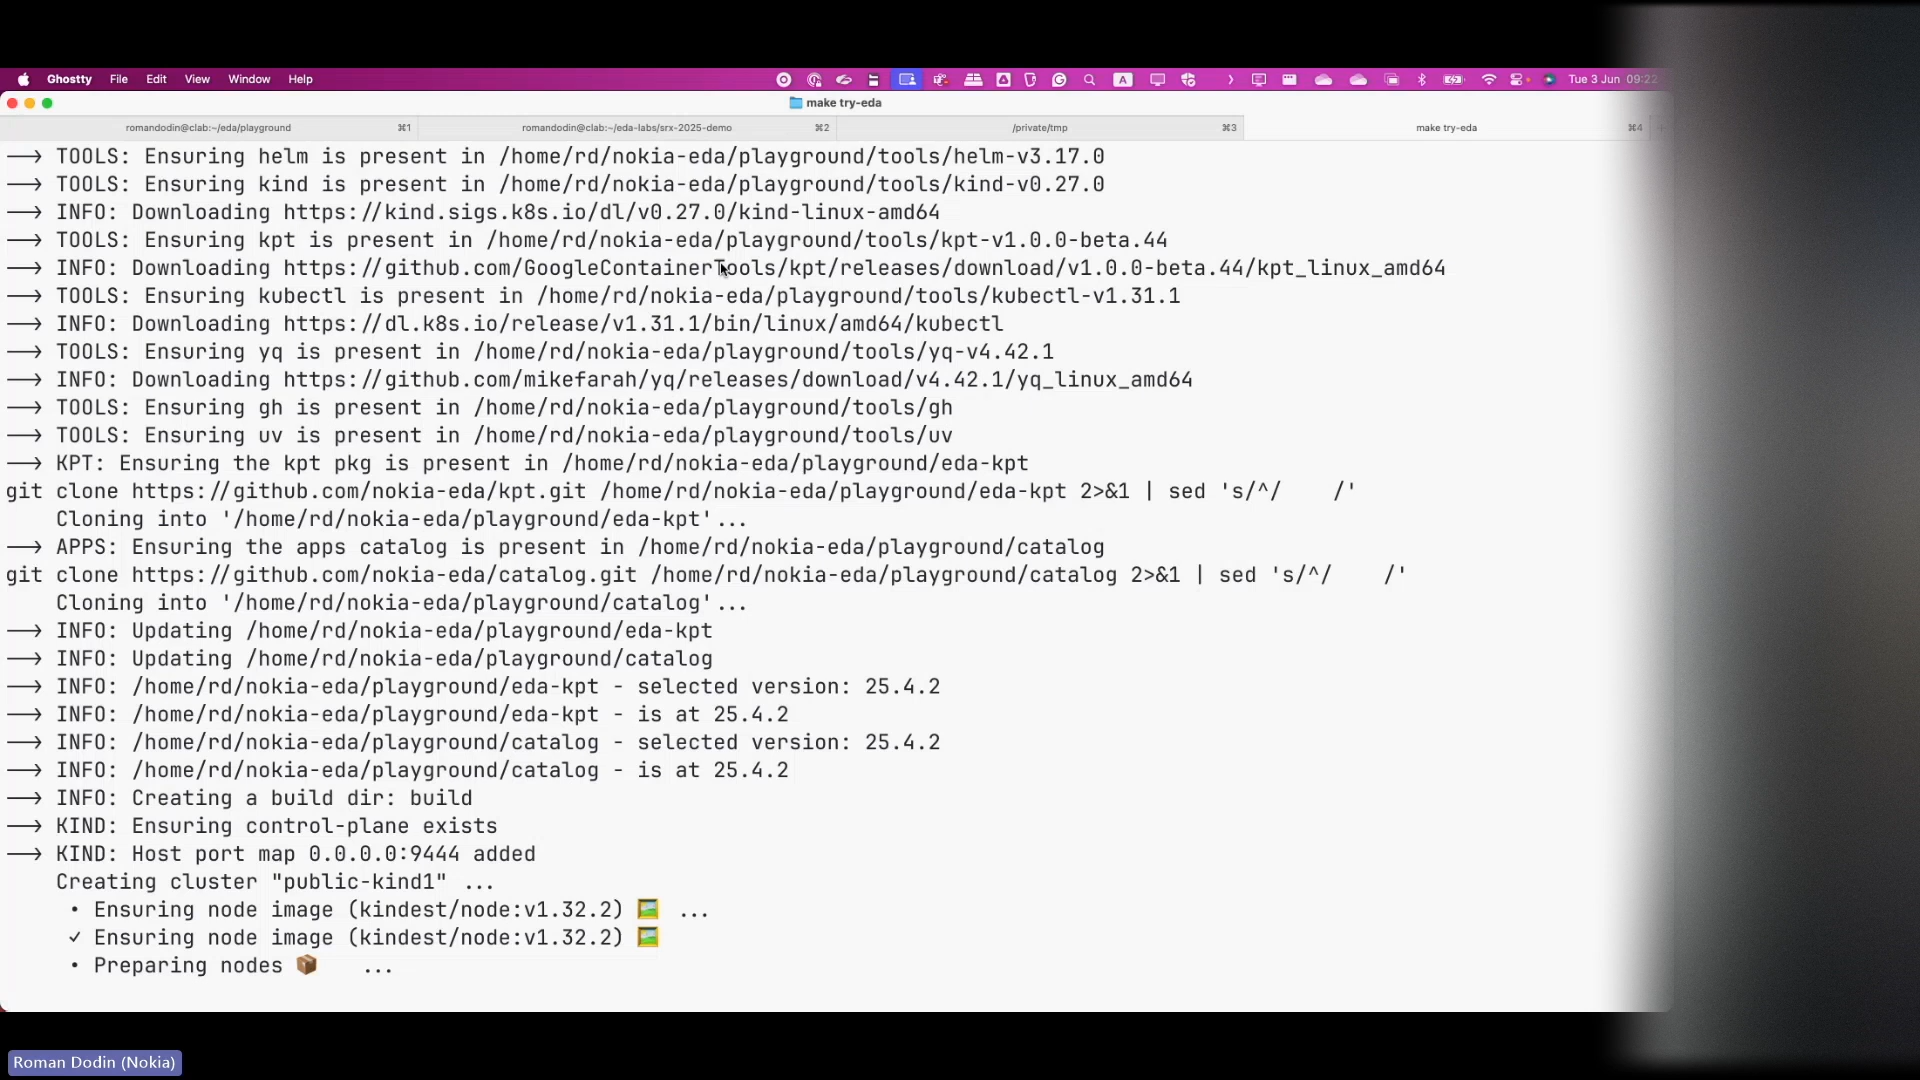 Ghostty File Edit View Window Help
A
Tue 3 Jun 09:22
make try-eda
romandodin@clab:~/eda/playground ⌘1
romandodin@clab:~/eda-labs/srx-2025-demo ⌘2
/private/tmp ⌘3
make try-eda ⌘4
—> TOOLS: Ensuring helm is present in /home/rd/nokia-eda/playground/tools/helm-v3.17.0
—> TOOLS: Ensuring kind is present in /home/rd/nokia-eda/playground/tools/kind-v0.27.0
—> INFO: Downloading https://kind.sigs.k8s.io/dl/v0.27.0/kind-linux-amd64
—> TOOLS: Ensuring kpt is present in /home/rd/nokia-eda/playground/tools/kpt-v1.0.0-beta.44
—> INFO: Downloading https://github.com/GoogleContainerTools/kpt/releases/download/v1.0.0-beta.44/kpt_linux_amd64
—> TOOLS: Ensuring kubectl is present in /home/rd/nokia-eda/playground/tools/kubectl-v1.31.1
—> INFO: Downloading https://dl.k8s.io/release/v1.31.1/bin/linux/amd64/kubectl
—> TOOLS: Ensuring yq is present in /home/rd/nokia-eda/playground/tools/yq-v4.42.1
—> INFO: Downloading https://github.com/mikefarah/yq/releases/download/v4.42.1/yq_linux_amd64
—> TOOLS: Ensuring gh is present in /home/rd/nokia-eda/playground/tools/gh
—> TOOLS: Ensuring uv is present in /home/rd/nokia-eda/playground/tools/uv
—> KPT: Ensuring the kpt pkg is present in /home/rd/nokia-eda/playground/eda-kpt
git clone https://github.com/nokia-eda/kpt.git /home/rd/nokia-eda/playground/eda-kpt 2>&1 | sed 's/^/    /'
Cloning into '/home/rd/nokia-eda/playground/eda-kpt'...
—> APPS: Ensuring the apps catalog is present in /home/rd/nokia-eda/playground/catalog
git clone https://github.com/nokia-eda/catalog.git /home/rd/nokia-eda/playground/catalog 2>&1 | sed 's/^/    /'
Cloning into '/home/rd/nokia-eda/playground/catalog'...
—> INFO: Updating /home/rd/nokia-eda/playground/eda-kpt
—> INFO: Updating /home/rd/nokia-eda/playground/catalog
—> INFO: /home/rd/nokia-eda/playground/eda-kpt - selected version: 25.4.2
—> INFO: /home/rd/nokia-eda/playground/eda-kpt - is at 25.4.2
—> INFO: /home/rd/nokia-eda/playground/catalog - selected version: 25.4.2
—> INFO: /home/rd/nokia-eda/playground/catalog - is at 25.4.2
—> INFO: Creating a build dir: build
—> KIND: Ensuring control-plane exists
—> KIND: Host port map 0.0.0.0:9444 added
Creating cluster "public-kind1" ...
• Ensuring node image (kindest/node:v1.32.2) 🖼 ...
✓ Ensuring node image (kindest/node:v1.32.2) 🖼
• Preparing nodes 📦 ...
Roman Dodin (Nokia)